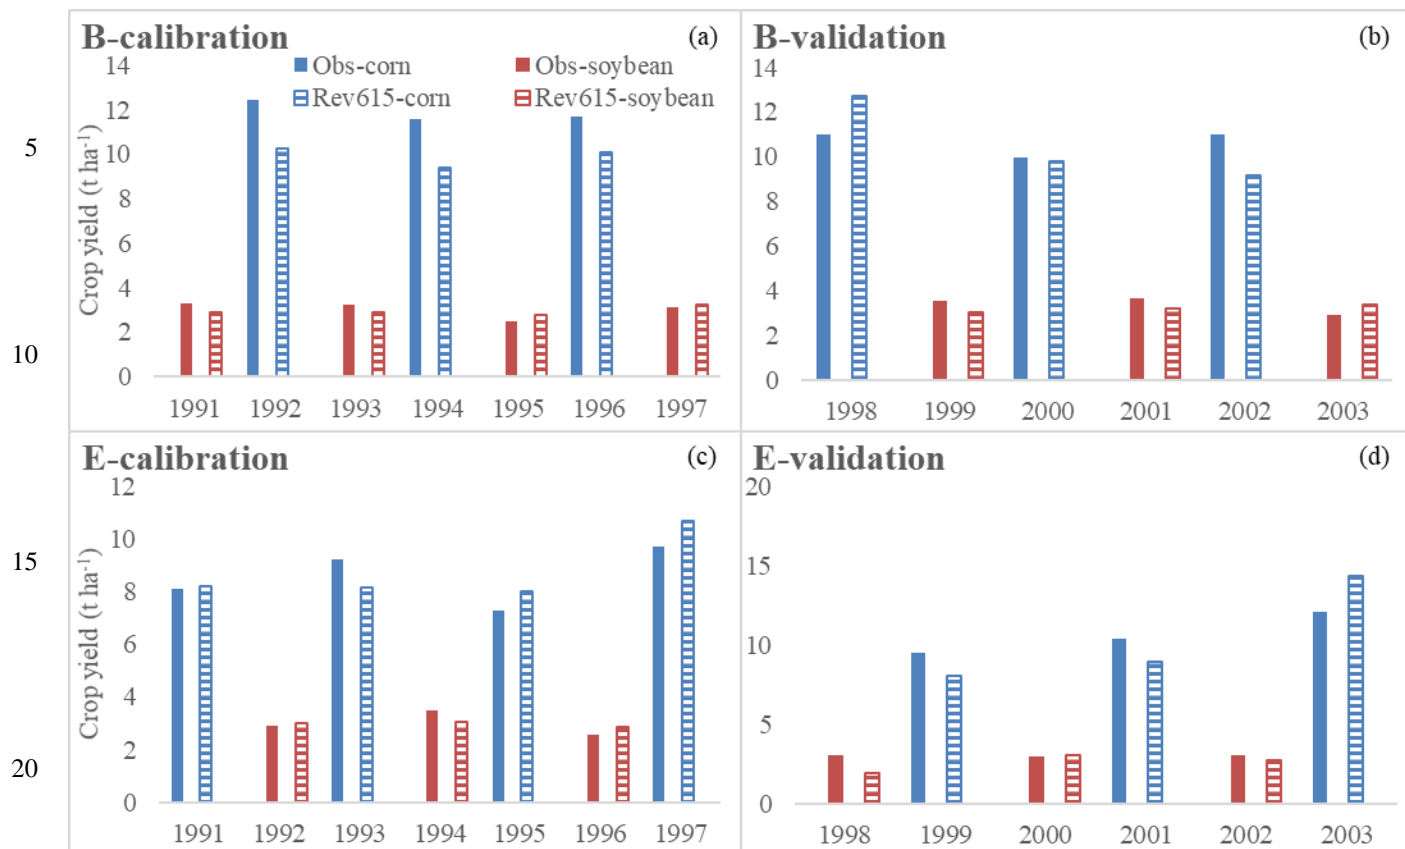 B-calibration (a)
Obs-corn Obs-soybean
Rev615-corn Rev615-soybean
Crop yield (t ha⁻¹)
14
12
10
8
6
4
2
0
1991 1992 1993 1994 1995 1996 1997
B-validation (b)
14
12
10
8
6
4
2
0
1998 1999 2000 2001 2002 2003
E-calibration (c)
Crop yield (t ha⁻¹)
12
10
8
6
4
2
0
1991 1992 1993 1994 1995 1996 1997
E-validation (d)
20
15
10
5
0
1998 1999 2000 2001 2002 2003
5
10
15
20